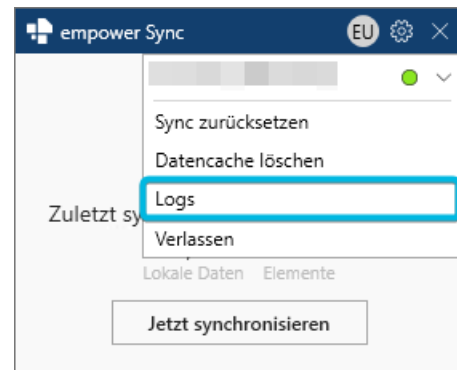 empower Sync EU
Sync zurücksetzen
Datencache löschen
Logs
Zuletzt sy
Verlassen
Lokale Daten Elemente
Jetzt synchronisieren